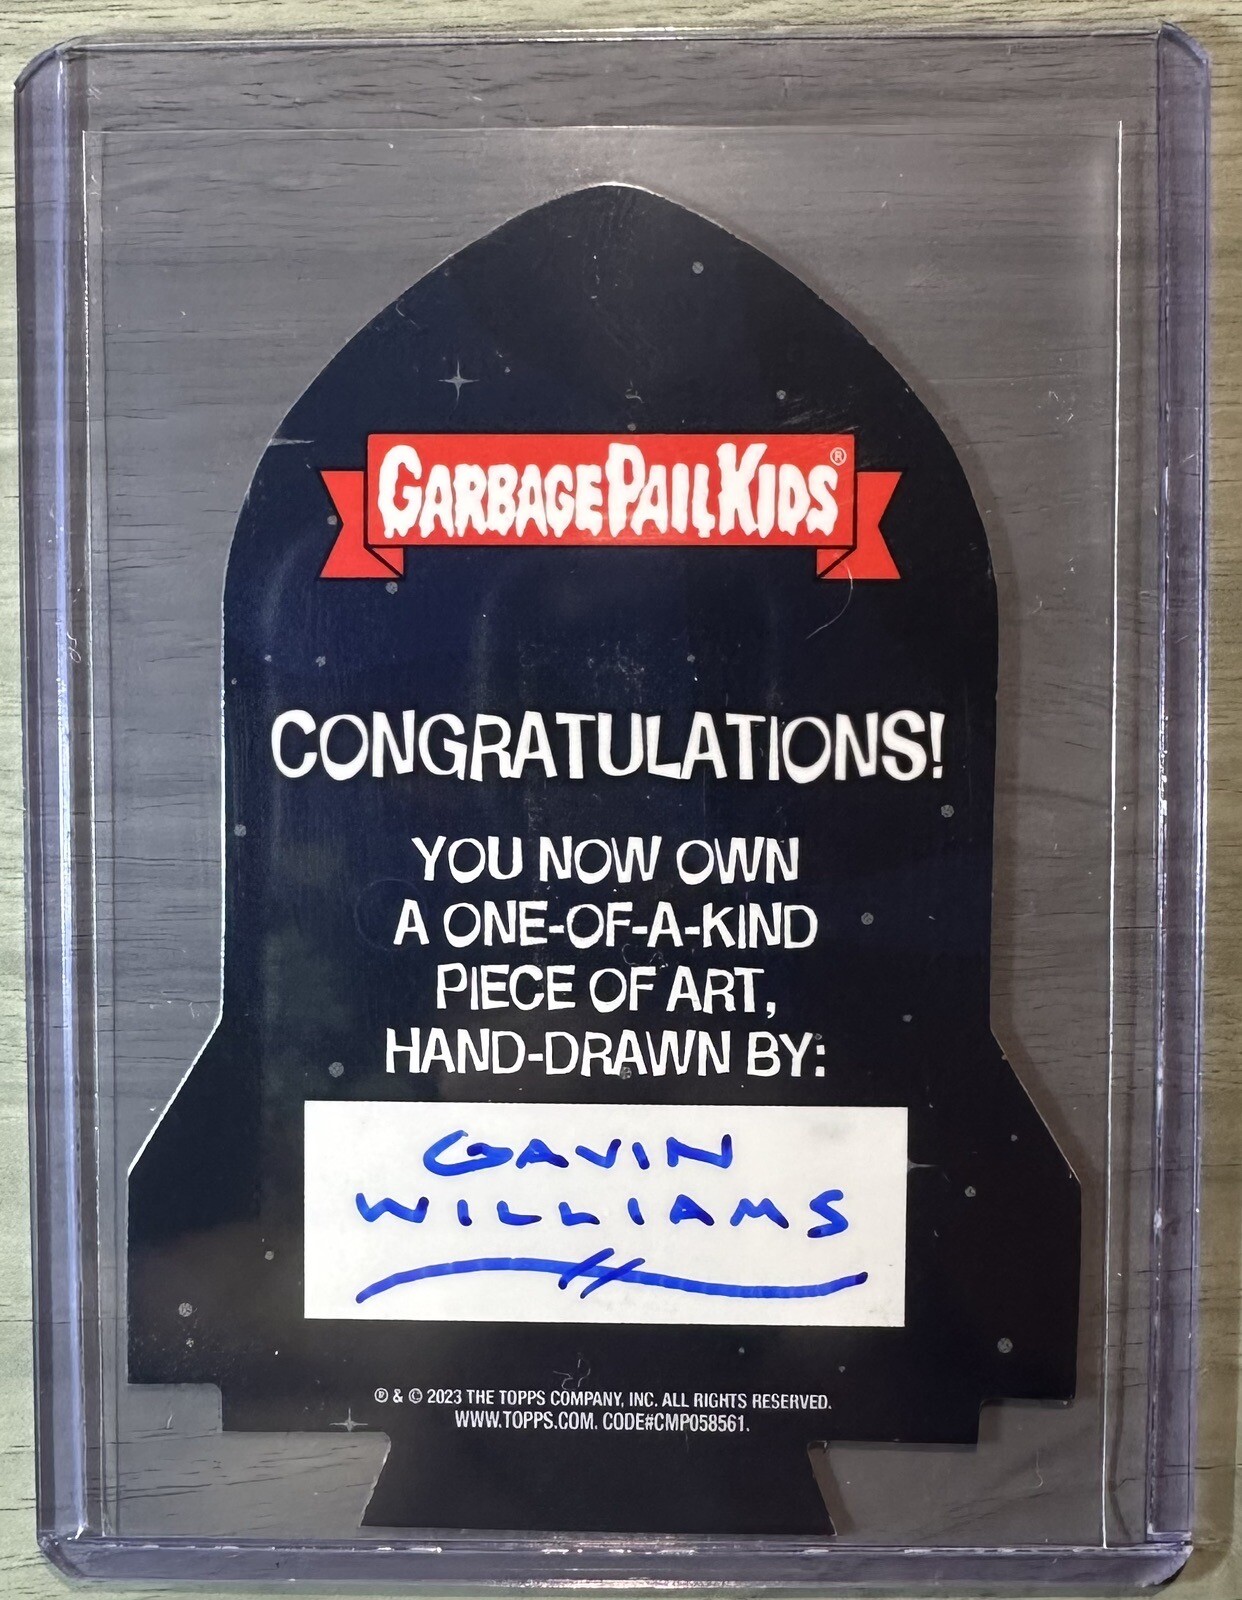 GARBAGE PAIL KIDS®
CONGRATULATIONS!
YOU NOW OWN
A ONE-OF-A-KIND
PIECE OF ART,
HAND-DRAWN BY:
GAVIN
WILLIAMS
® & © 2023 THE TOPPS COMPANY, INC. ALL RIGHTS RESERVED.
WWW.TOPPS.COM. CODE#CMP058561.